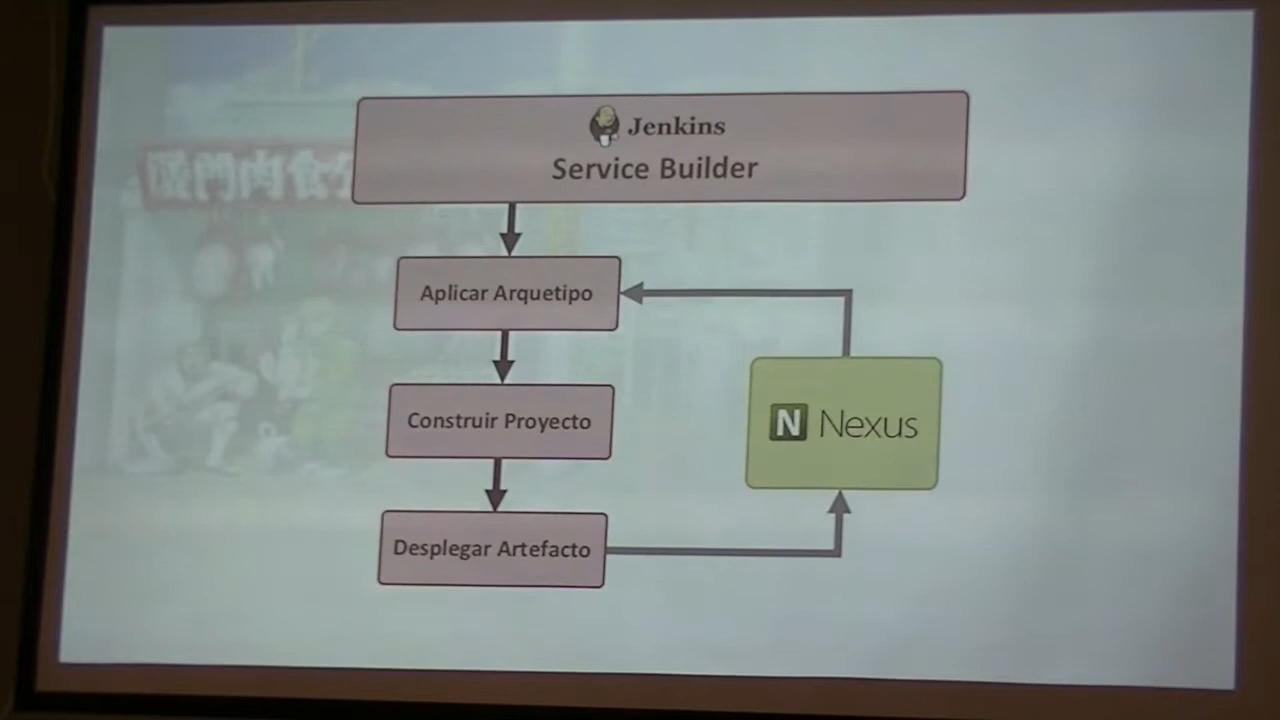 Jenkins
Service Builder
Aplicar Arquetipo
Construir Proyecto
Desplegar Artefacto
N Nexus